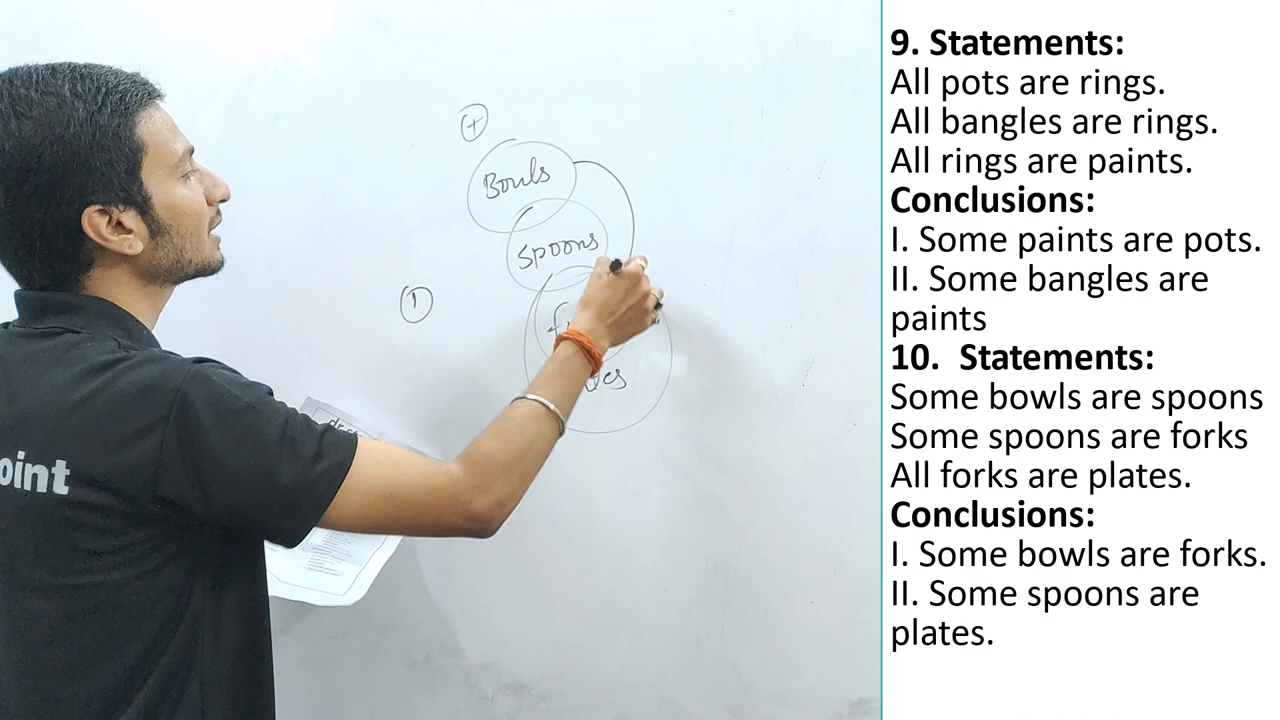 Bowls
spoons
I
oint
9. Statements:
All pots are rings.
All bangles are rings.
All rings are paints.
Conclusions:
I. Some paints are pots.
II. Some bangles are
paints
10. Statements:
Some bowls are spoons
Some spoons are forks
All forks are plates.
Conclusions:
I. Some bowls are forks.
II. Some spoons are
plates.